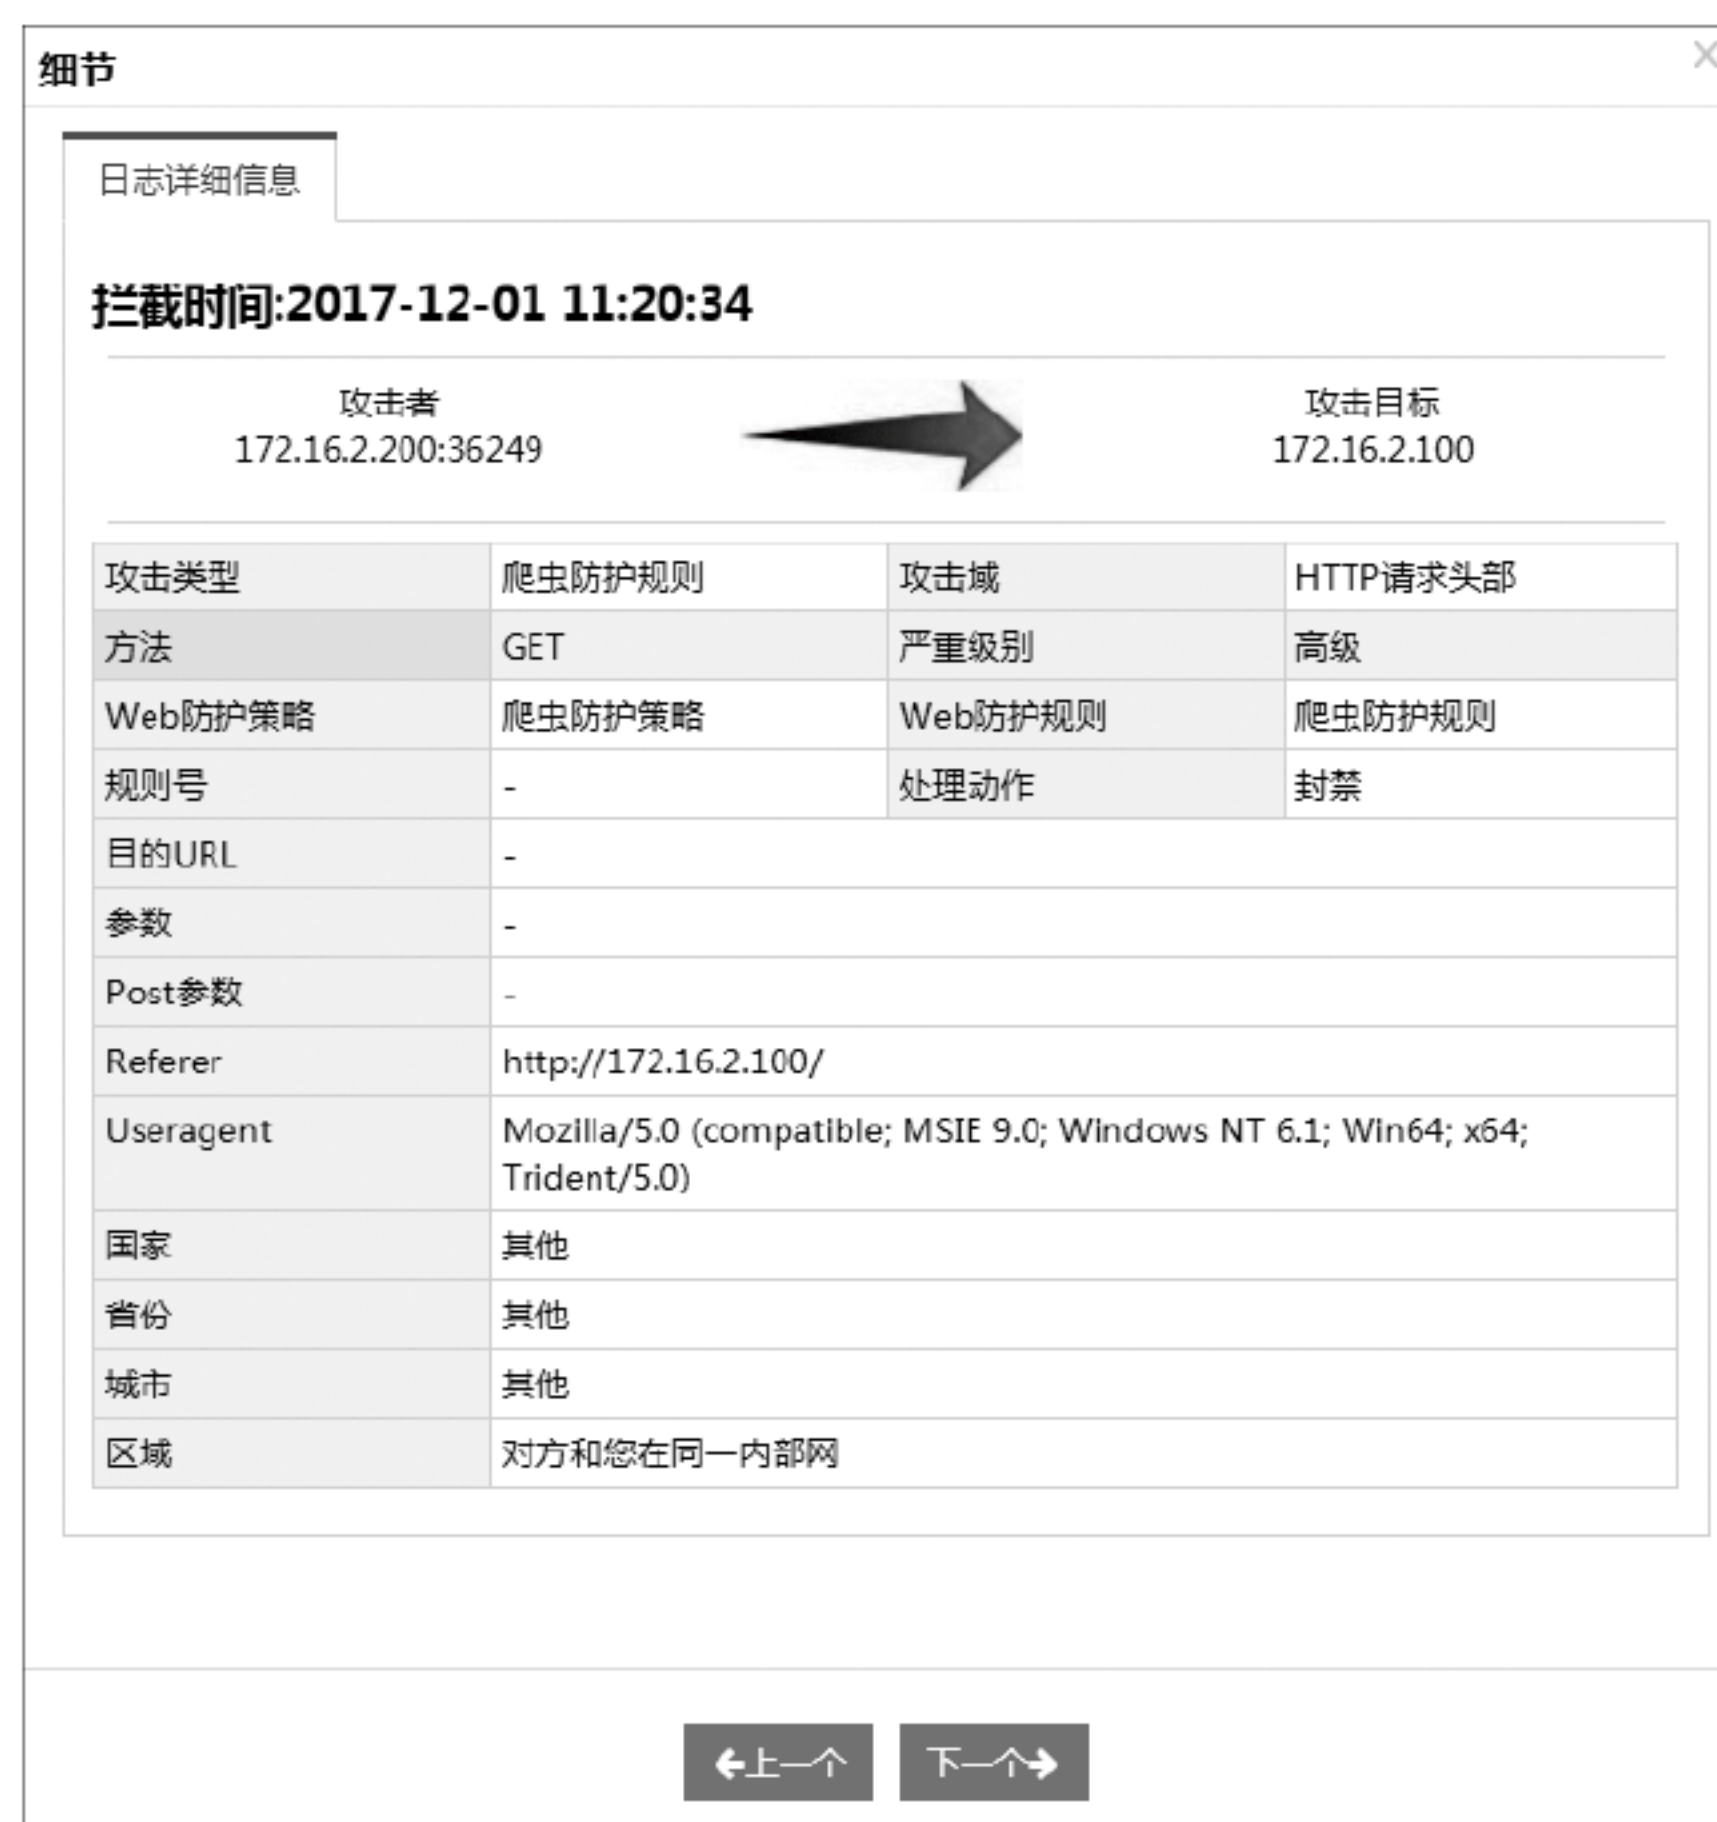 细节
日志详细信息
拦截时间:2017-12-01 11:20:34
攻击者
172.16.2.200:36249
攻击目标
172.16.2.100
攻击类型 爬虫防护规则 攻击域 HTTP请求头部
方法 GET 严重级别 高级
Web防护策略 爬虫防护策略 Web防护规则 爬虫防护规则
规则号 - 处理动作 封禁
目的URL -
参数 -
Post参数 -
Referer http://172.16.2.100/
Useragent Mozilla/5.0 (compatible; MSIE 9.0; Windows NT 6.1; Win64; x64;
Trident/5.0)
国家 其他
省份 其他
城市 其他
区域 对方和您在同一内部网
上一个 下一个